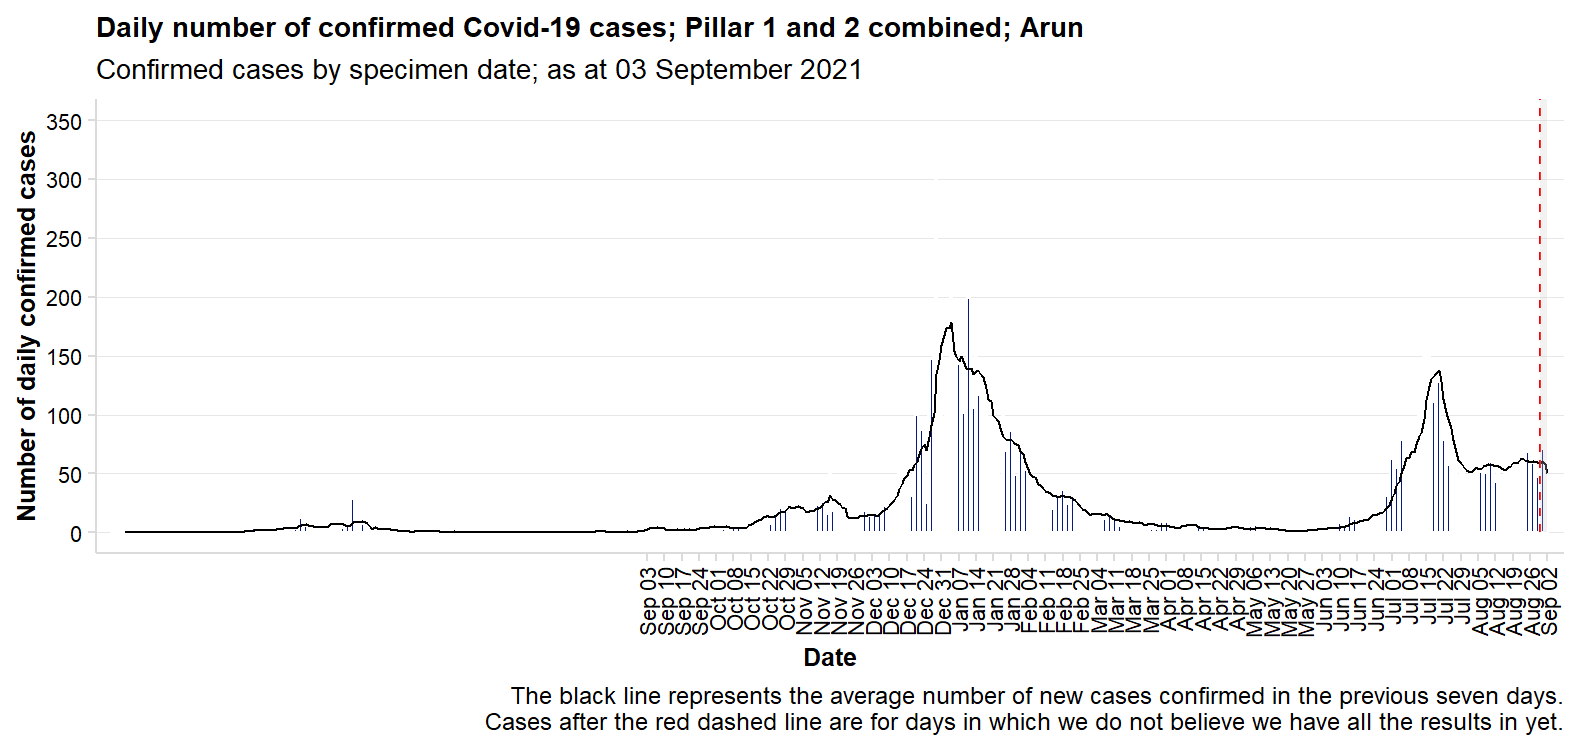 Daily number of confirmed Covid-19 cases; Pillar 1 and 2 combined; Arun
Confirmed cases by specimen date; as at 03 September 2021
Number of daily confirmed cases
350
300
250
200
150
100
50
0
Sep 03
Sep 10
Sep 17
Sep 24
Oct 01
Oct 08
Oct 15
Oct 22
Oct 29
Nov 05
Nov 12
Nov 19
Nov 26
Dec 03
Dec 10
Dec 17
Dec 24
Dec 31
Jan 07
Jan 14
Jan 21
Jan 28
Feb 04
Feb 11
Feb 18
Feb 25
Mar 04
Mar 11
Mar 18
Mar 25
Apr 01
Apr 08
Apr 15
Apr 22
Apr 29
May 06
May 13
May 20
May 27
Jun 03
Jun 10
Jun 17
Jun 24
Jul 01
Jul 08
Jul 15
Jul 22
Jul 29
Aug 05
Aug 12
Aug 19
Aug 26
Sep 02
Date
The black line represents the average number of new cases confirmed in the previous seven days.
Cases after the red dashed line are for days in which we do not believe we have all the results in yet.